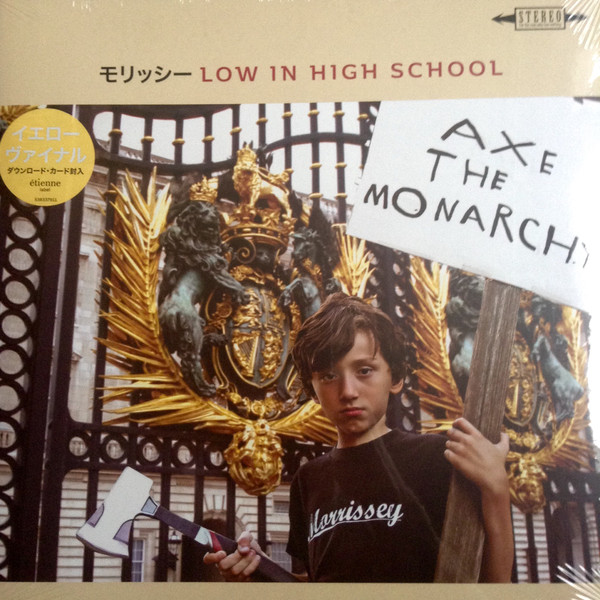 STEREO
モリッシー LOW IN HIGH SCHOOL
イエロー
ヴァイナル
ダウンロード・カード封入
étienne
AXE
THE
MONARCHY
Morrissey